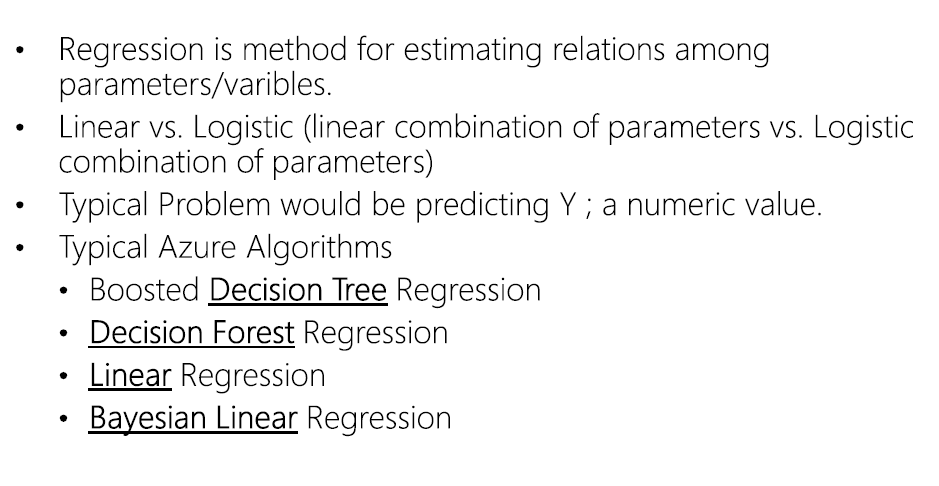 • Regression is method for estimating relations among
parameters/varibles.
• Linear vs. Logistic (linear combination of parameters vs. Logistic
combination of parameters)
• Typical Problem would be predicting Y ; a numeric value.
• Typical Azure Algorithms
• Boosted Decision Tree Regression
• Decision Forest Regression
• Linear Regression
• Bayesian Linear Regression